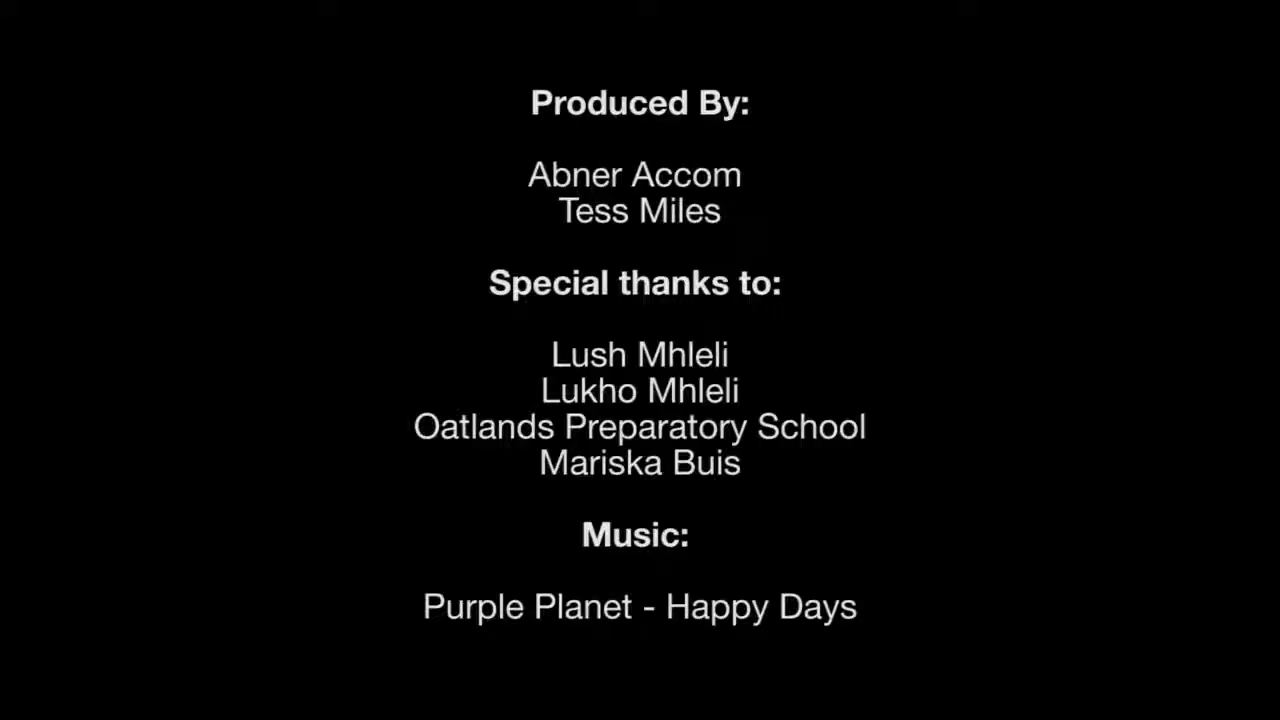 Produced By:
Abner Accom
Tess Miles
Special thanks to:
Lush Mhleli
Lukho Mhleli
Oatlands Preparatory School
Mariska Buis
Music:
Purple Planet - Happy Days